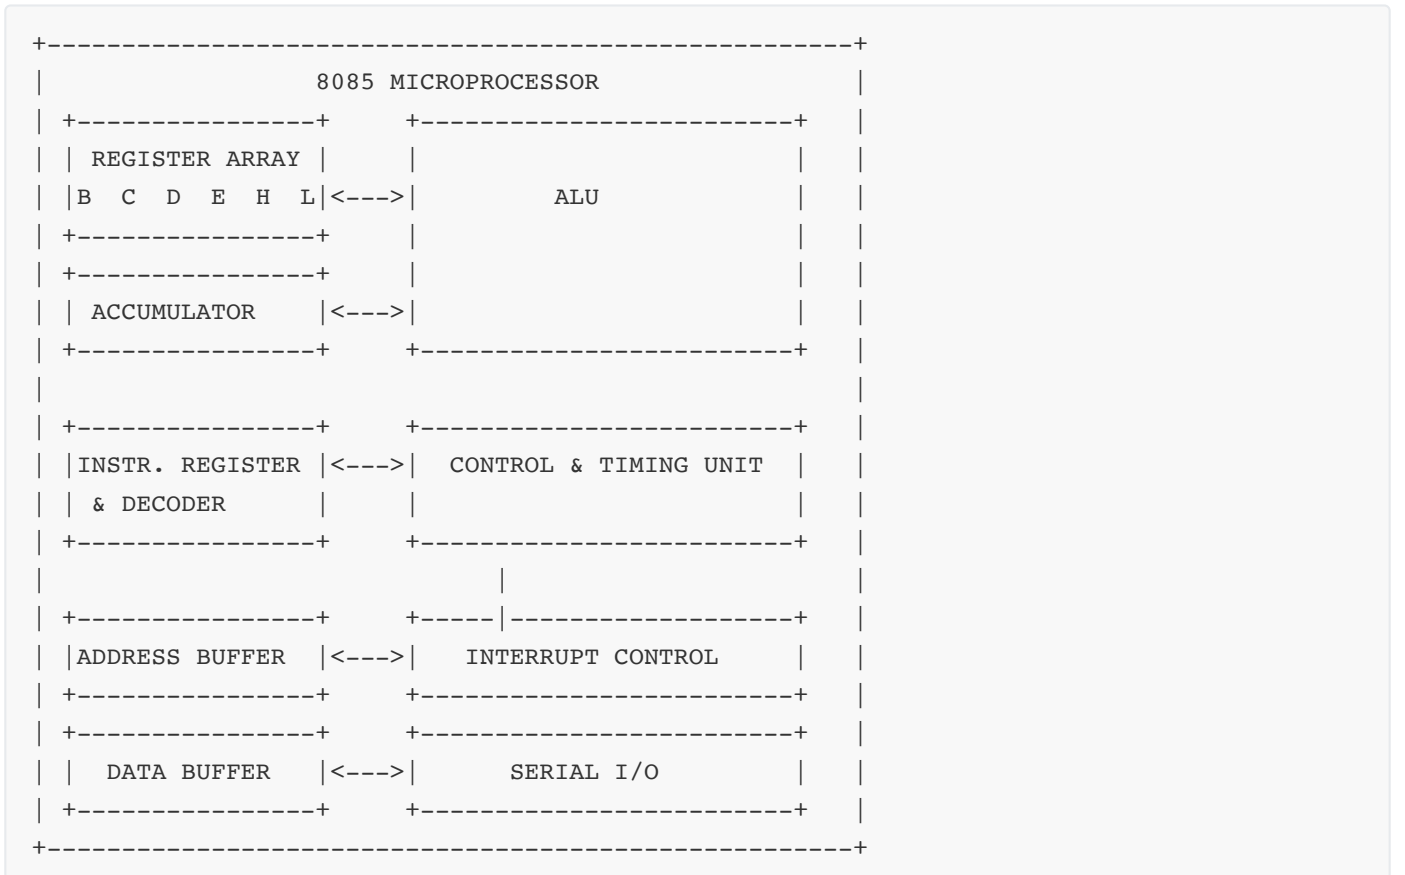 +------------------------------------------------------+
|                  8085 MICROPROCESSOR                 |
| +----------------+     +-------------------------+   |
| | REGISTER ARRAY |     |                         |   |
| |B  C  D  E  H  L|<--->|         ALU             |   |
| +----------------+     |                         |   |
| +----------------+     |                         |   |
| | ACCUMULATOR    |<--->|                         |   |
| +----------------+     +-------------------------+   |
|                                                      |
| +----------------+     +-------------------------+   |
| |INSTR. REGISTER |<--->|  CONTROL & TIMING UNIT  |   |
| | & DECODER      |     |                         |   |
| +----------------+     +-------------------------+   |
|                              |                       |
| +----------------+     +-----|-------------------+   |
| |ADDRESS BUFFER  |<--->|   INTERRUPT CONTROL     |   |
| +----------------+     +-------------------------+   |
| +----------------+     +-------------------------+   |
| |  DATA BUFFER   |<--->|      SERIAL I/O         |   |
| +----------------+     +-------------------------+   |
+------------------------------------------------------+